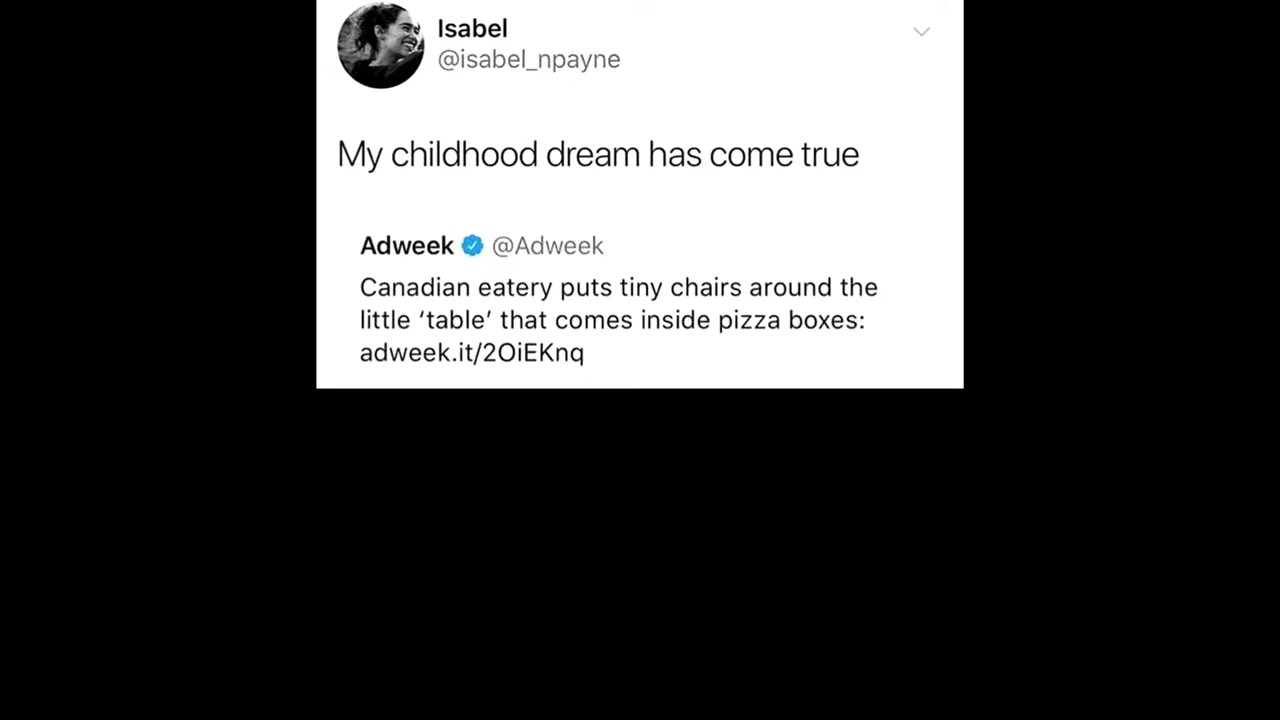 Isabel
@isabel_npayne
My childhood dream has come true
Adweek @Adweek
Canadian eatery puts tiny chairs around the
little ‘table’ that comes inside pizza boxes:
adweek.it/2OiEKnq